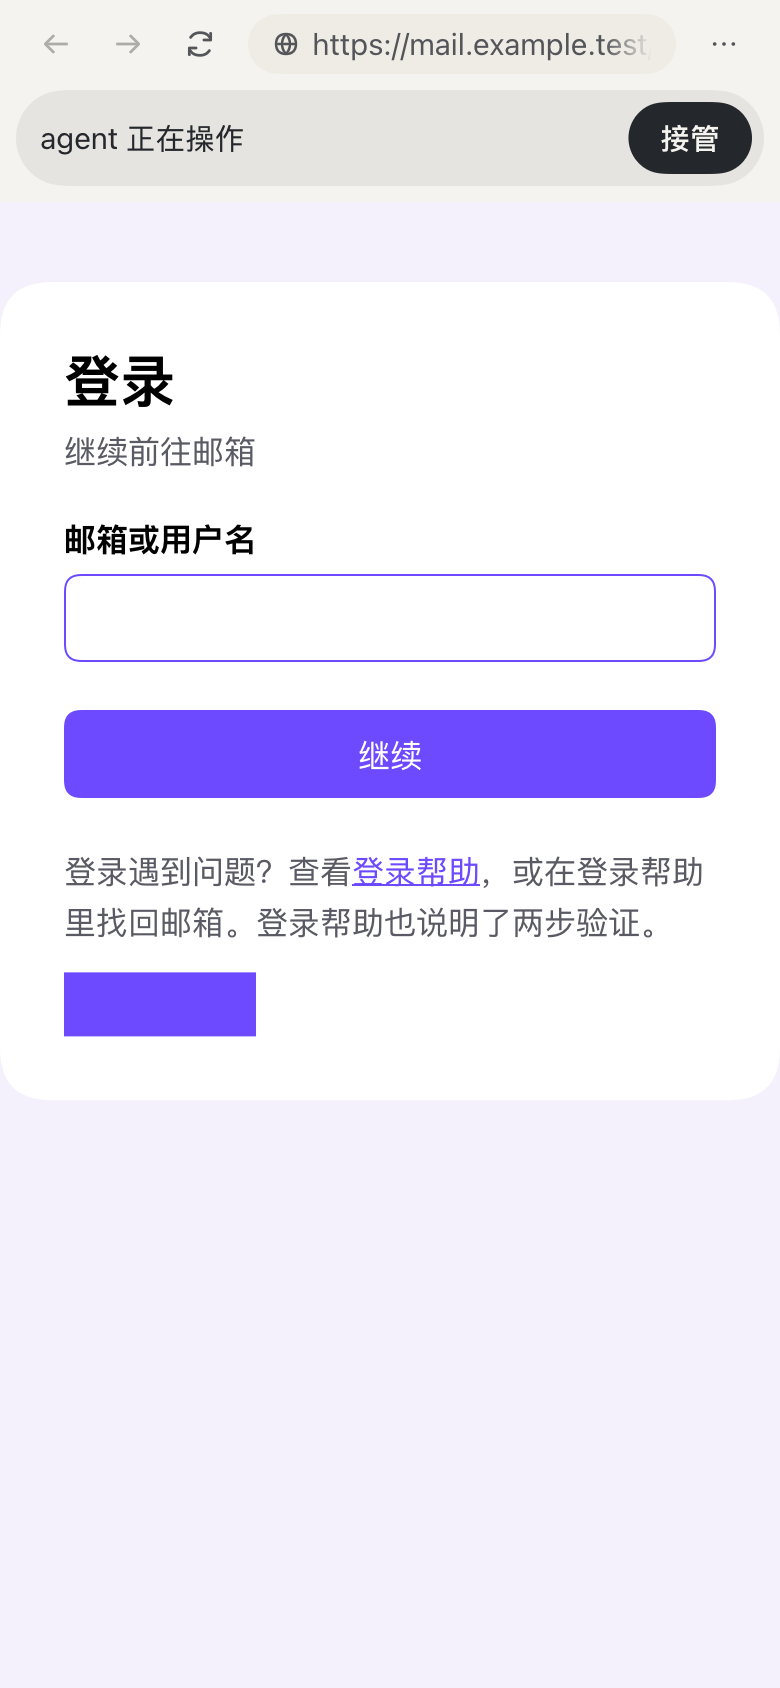 https://mail.example.test
agent 正在操作
接管
登录
继续前往邮箱
邮箱或用户名
继续
登录遇到问题？查看登录帮助，或在登录帮助
里找回邮箱。登录帮助也说明了两步验证。